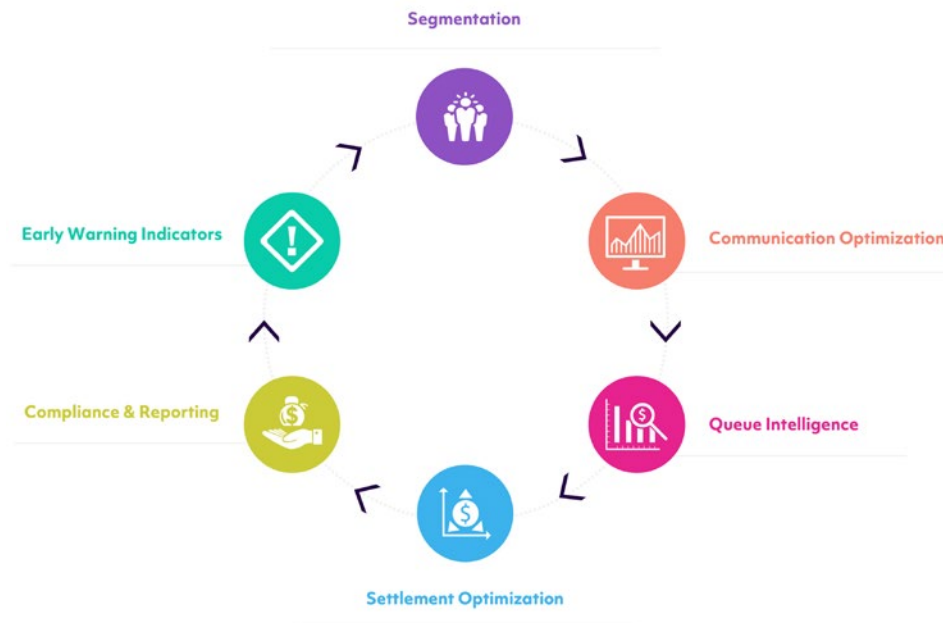 Segmentation
Early Warning Indicators
Communication Optimization
Compliance & Reporting
Queue Intelligence
Settlement Optimization